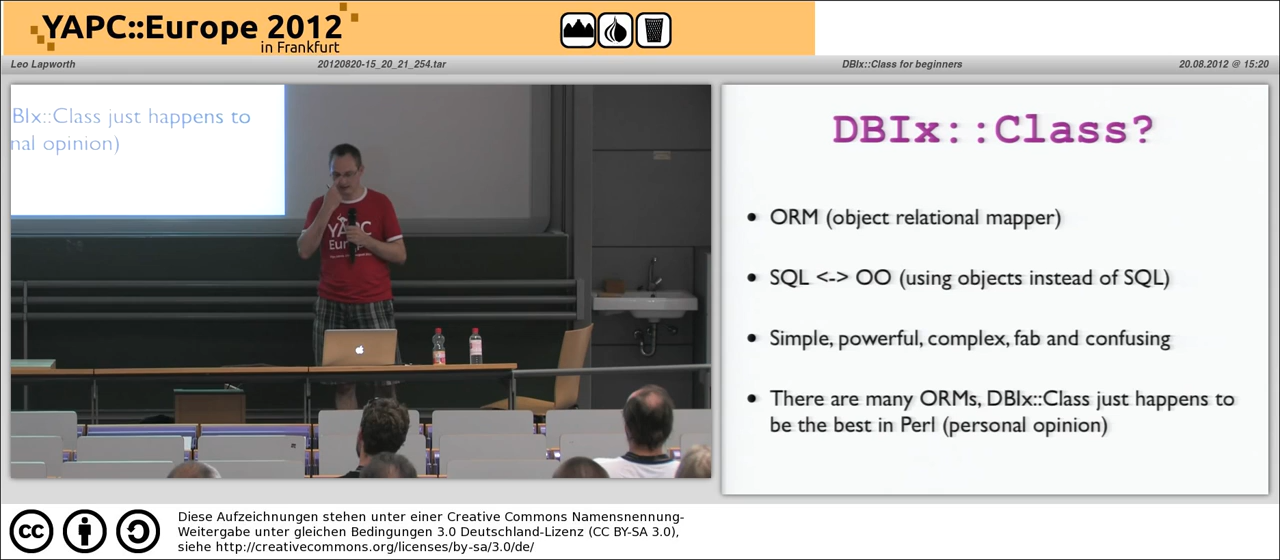 YAPC::Europe 2012
in Frankfurt
Leo Lapworth
20120820-15_20_21_254.tar
DBIx::Class for beginners
20.08.2012 @ 15:20
BIx::Class just happens to
nal opinion)
YAPC
Europe
DBIx::Class?
• ORM (object relational mapper)
• SQL <-> OO (using objects instead of SQL)
• Simple, powerful, complex, fab and confusing
• There are many ORMs, DBIx::Class just happens to
be the best in Perl (personal opinion)
cc
Diese Aufzeichnungen stehen unter einer Creative Commons Namensnennung-
Weitergabe unter gleichen Bedingungen 3.0 Deutschland-Lizenz (CC BY-SA 3.0),
siehe http://creativecommons.org/licenses/by-sa/3.0/de/